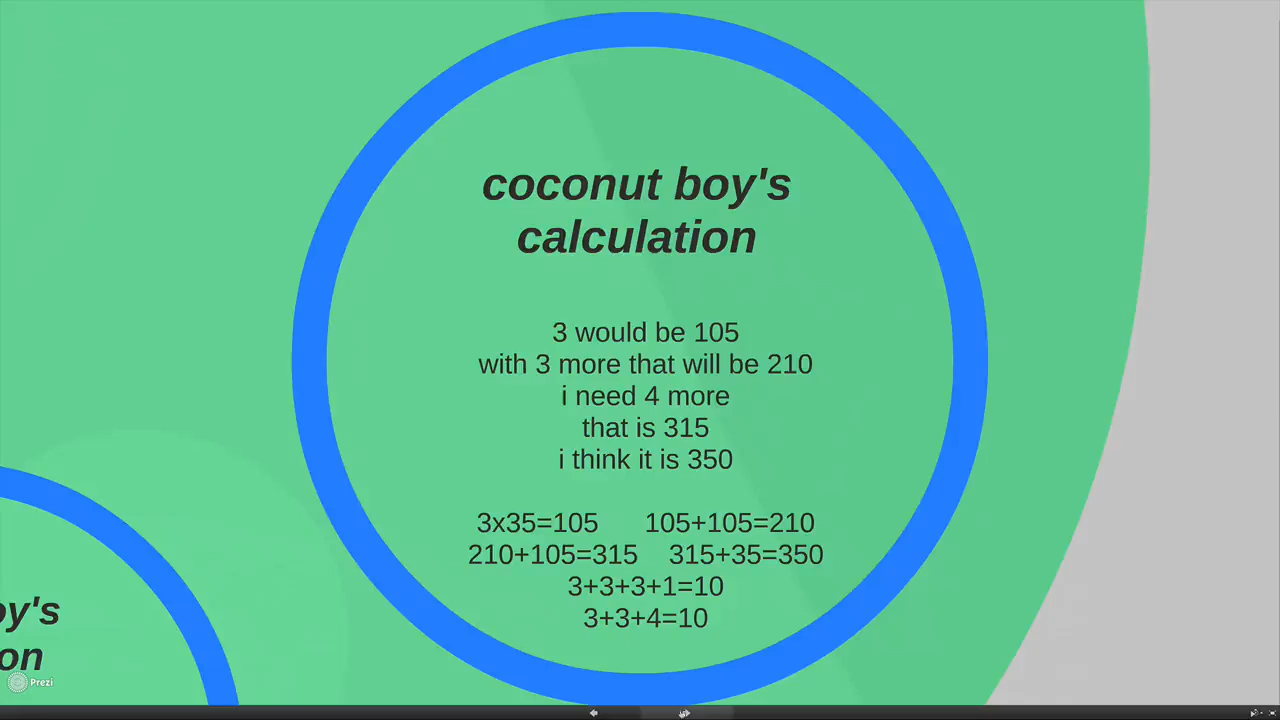 coconut boy's
calculation
3 would be 105
with 3 more that will be 210
i need 4 more
that is 315
i think it is 350
3x35=105 105+105=210
210+105=315 315+35=350
3+3+3+1=10
3+3+4=10
oy's
on
Prezi